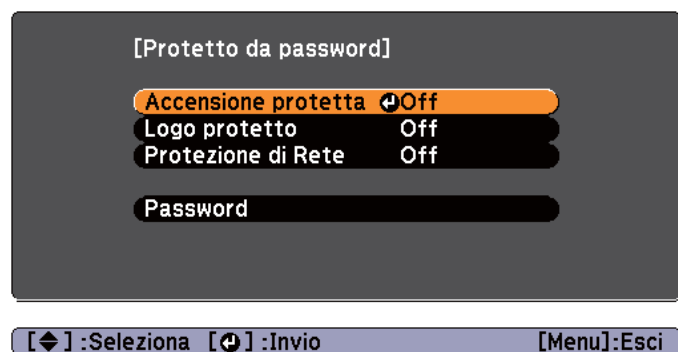 [Protetto da password]
Accensione protetta Off
Logo protetto Off
Protezione di Rete Off
Password
[ ] :Seleziona [ ] :Invio [Menu]:Esci